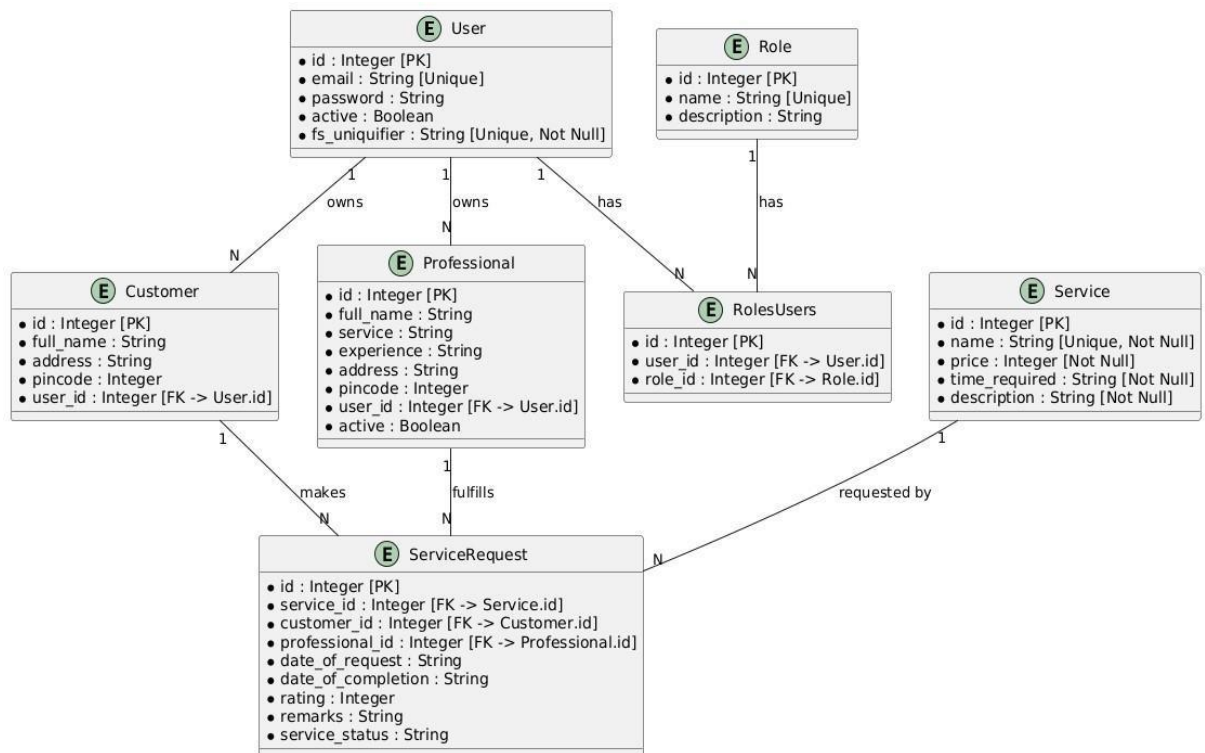 E User
id : Integer [PK]
email : String [Unique]
password : String
active : Boolean
fs_uniquifier : String [Unique, Not Null]
E Role
id : Integer [PK]
name : String [Unique]
description : String
1
owns
N
1
owns
N
1
has
N
1
has
N
E Customer
id : Integer [PK]
full_name : String
address : String
pincode : Integer
user_id : Integer [FK -> User.id]
E Professional
id : Integer [PK]
full_name : String
service : String
experience : String
address : String
pincode : Integer
user_id : Integer [FK -> User.id]
active : Boolean
E RolesUsers
id : Integer [PK]
user_id : Integer [FK -> User.id]
role_id : Integer [FK -> Role.id]
E Service
id : Integer [PK]
name : String [Unique, Not Null]
price : Integer [Not Null]
time_required : String [Not Null]
description : String [Not Null]
1
makes
N
1
fulfills
N
1
requested by
N
E ServiceRequest
id : Integer [PK]
service_id : Integer [FK -> Service.id]
customer_id : Integer [FK -> Customer.id]
professional_id : Integer [FK -> Professional.id]
date_of_request : String
date_of_completion : String
rating : Integer
remarks : String
service_status : String